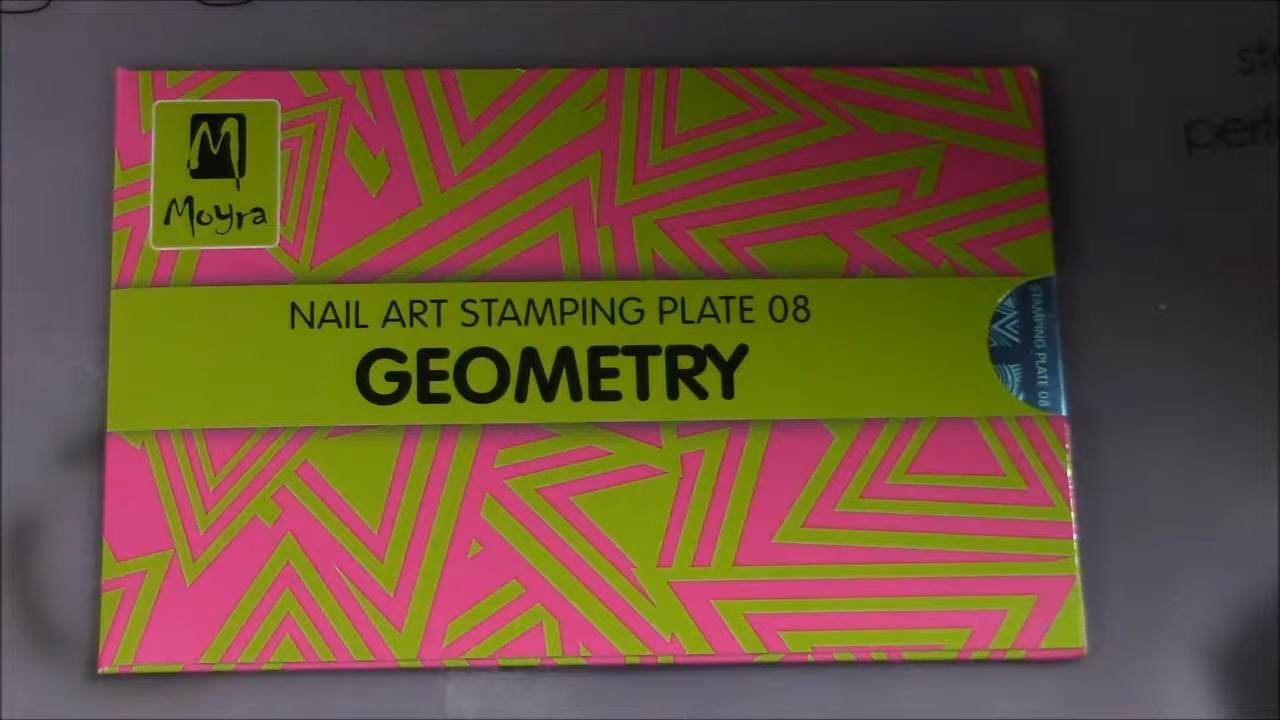 M
Moyra
NAIL ART STAMPING PLATE 08
GEOMETRY
STAMPING PLATE 08